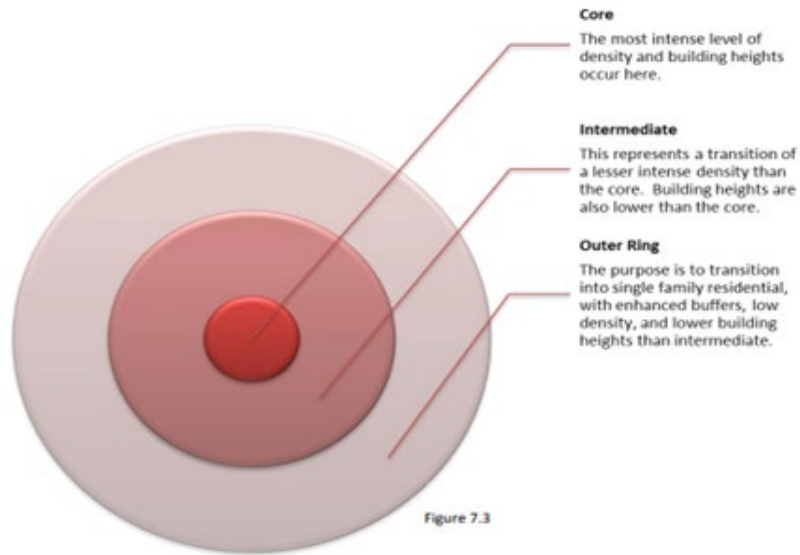 Core
The most intense level of
density and building heights
occur here.
Intermediate
This represents a transition of
a lesser intense density than
the core.  Building heights are
also lower than the core.
Outer Ring
The purpose is to transition
into single family residential,
with enhanced buffers, low
density, and lower building
heights than intermediate.
Figure 7.3